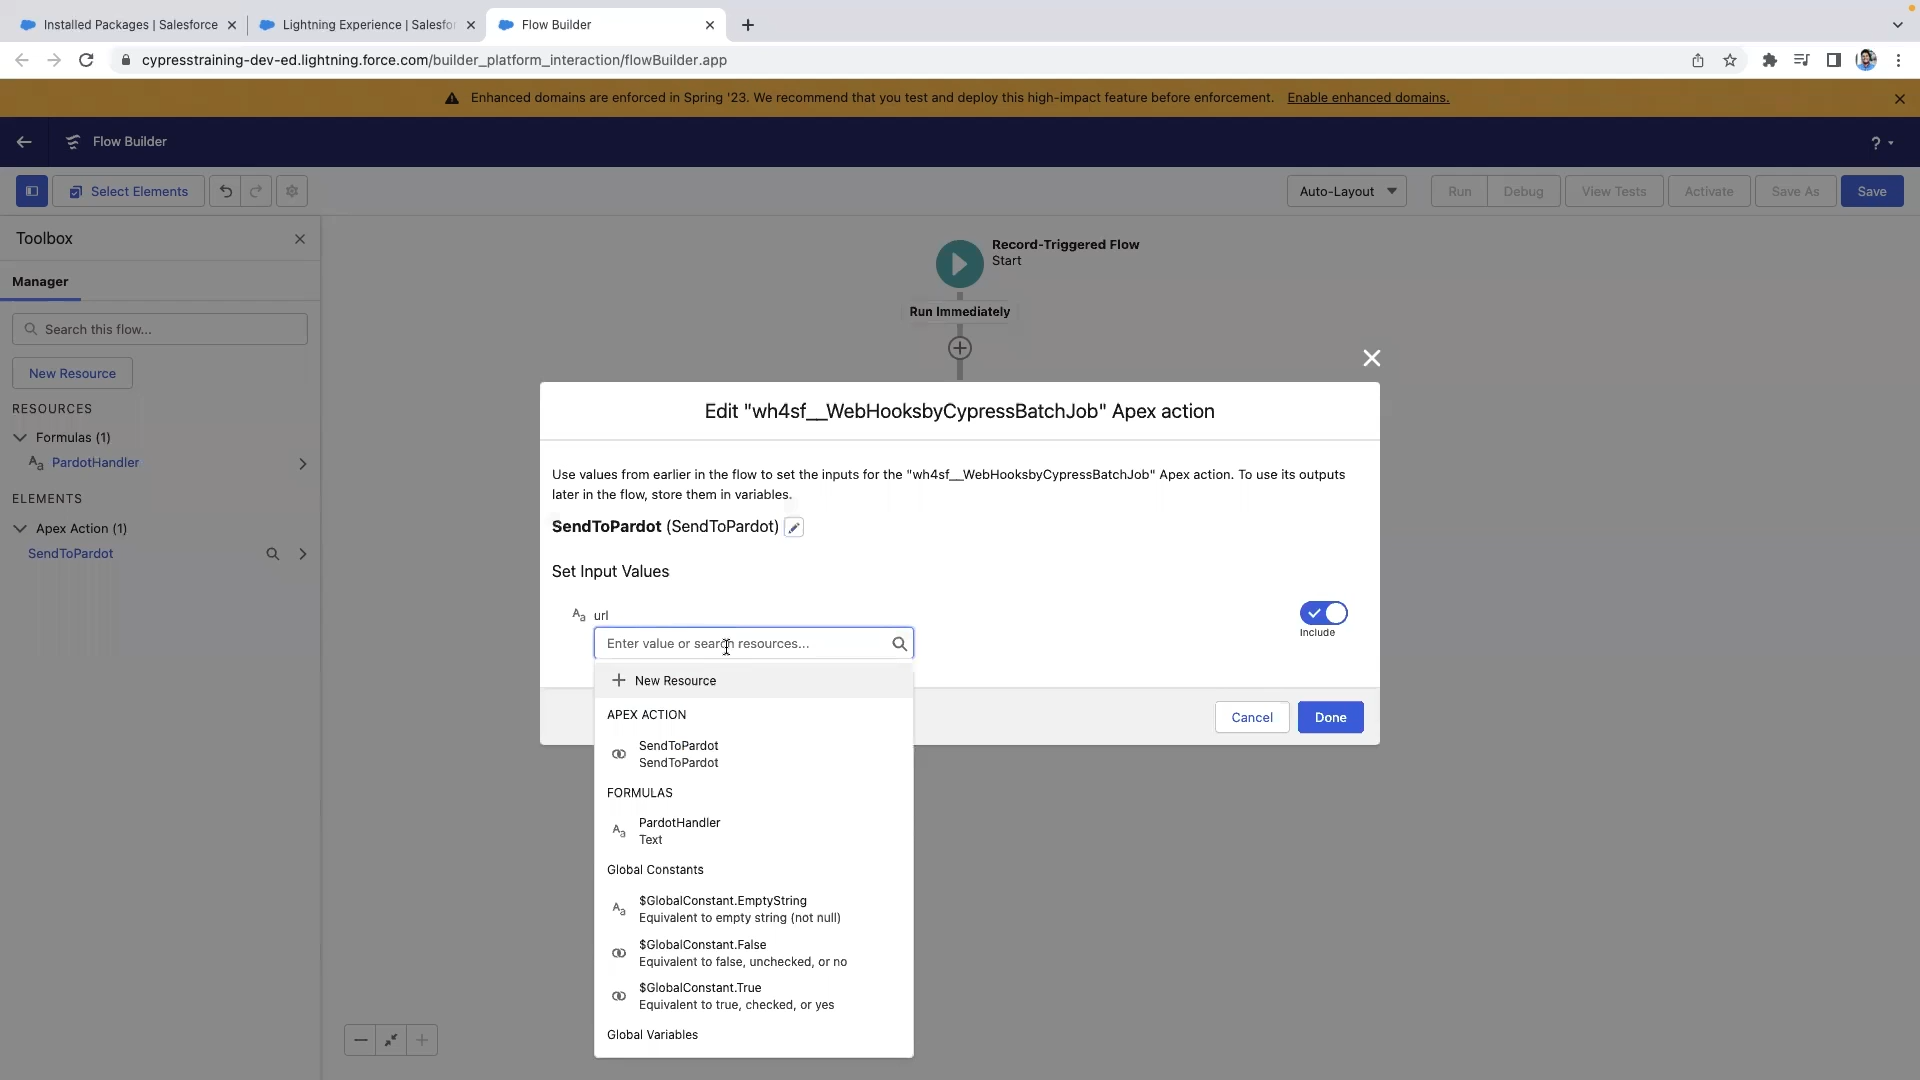 Installed Packages | Salesforce
Lightning Experience | Salesfor
Flow Builder
cypresstraining-dev-ed.lightning.force.com/builder_platform_interaction/flowBuilder.app
Enhanced domains are enforced in Spring '23. We recommend that you test and deploy this high-impact feature before enforcement. Enable enhanced domains.
Flow Builder
?
Select Elements
Auto-Layout
Run
Debug
View Tests
Activate
Save As
Save
Toolbox
Manager
Search this flow...
New Resource
RESOURCES
Formulas (1)
PardotHandler
ELEMENTS
Apex Action (1)
SendToPardot
Record-Triggered Flow
Start
Run Immediately
Edit "wh4sf__WebHooksbyCypressBatchJob" Apex action
Use values from earlier in the flow to set the inputs for the "wh4sf__WebHooksbyCypressBatchJob" Apex action. To use its outputs
later in the flow, store them in variables.
SendToPardot (SendToPardot)
Set Input Values
Aa url
Include
Enter value or search resources...
New Resource
APEX ACTION
SendToPardot
SendToPardot
FORMULAS
PardotHandler
Text
Global Constants
$GlobalConstant.EmptyString
Equivalent to empty string (not null)
$GlobalConstant.False
Equivalent to false, unchecked, or no
$GlobalConstant.True
Equivalent to true, checked, or yes
Global Variables
Cancel
Done